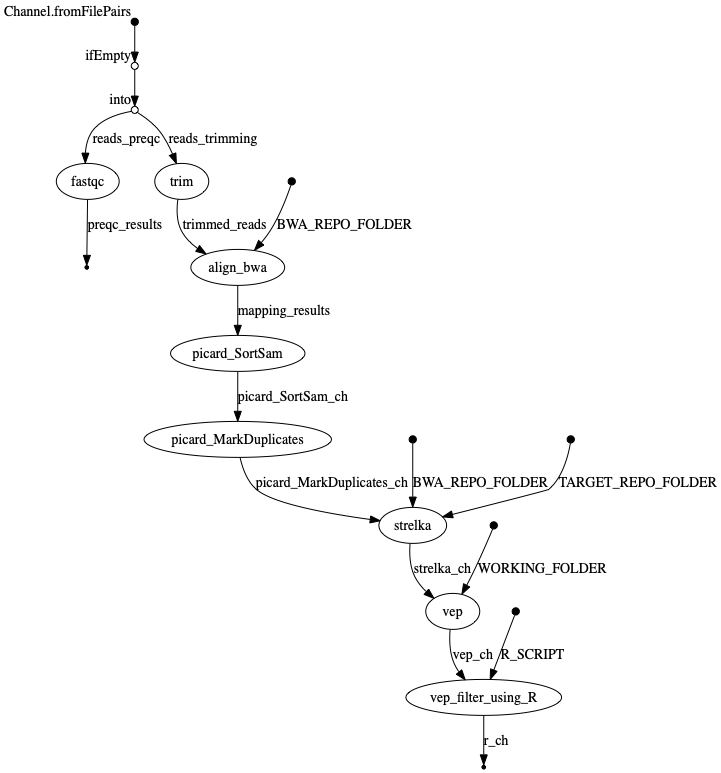 Channel.fromFilePairs
ifEmpty
into
reads_preqc reads_trimming
fastqc trim
preqc_results trimmed_reads BWA_REPO_FOLDER
align_bwa
mapping_results
picard_SortSam
picard_SortSam_ch
picard_MarkDuplicates
picard_MarkDuplicates_ch BWA_REPO_FOLDER TARGET_REPO_FOLDER
strelka
strelka_ch WORKING_FOLDER
vep
vep_ch R_SCRIPT
vep_filter_using_R
r_ch